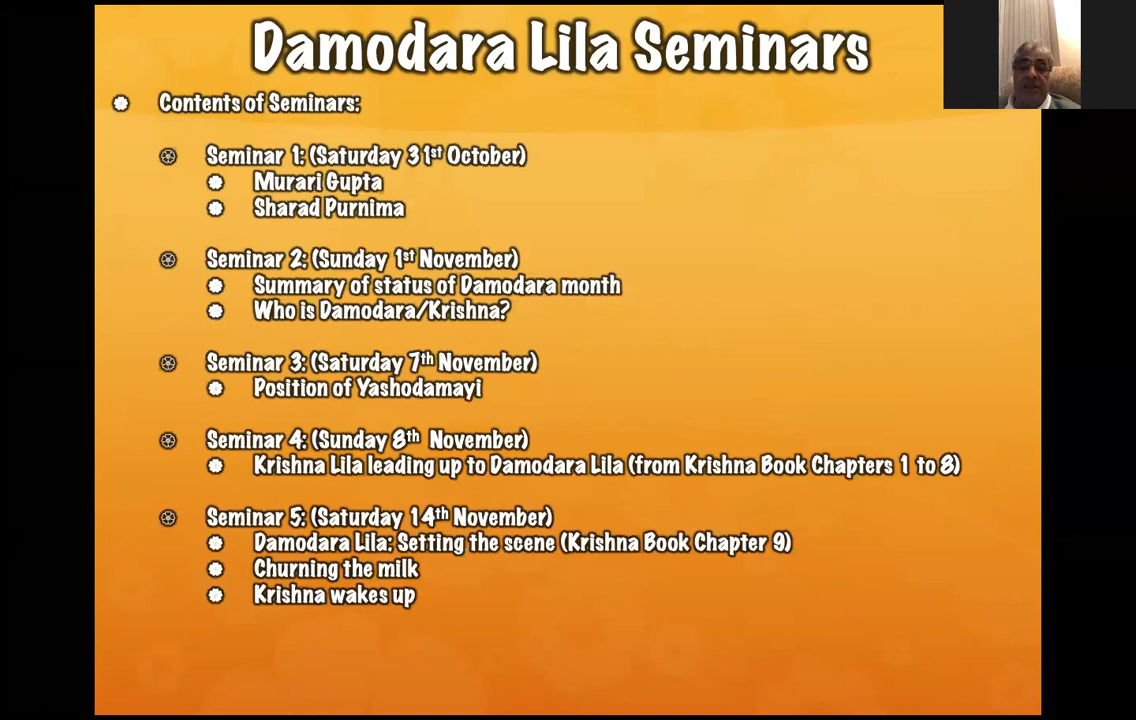 Damodara Lila Seminars
Contents of Seminars:
Seminar 1: (Saturday 31st October)
Murari Gupta
Sharad Purnima
Seminar 2: (Sunday 1st November)
Summary of status of Damodara month
Who is Damodara/Krishna?
Seminar 3: (Saturday 7th November)
Position of Yashodamayi
Seminar 4: (Sunday 8th November)
Krishna Lila leading up to Damodara Lila (from Krishna Book Chapters 1 to 8)
Seminar 5: (Saturday 14th November)
Damodara Lila: Setting the scene (Krishna Book Chapter 9)
Churning the milk
Krishna wakes up